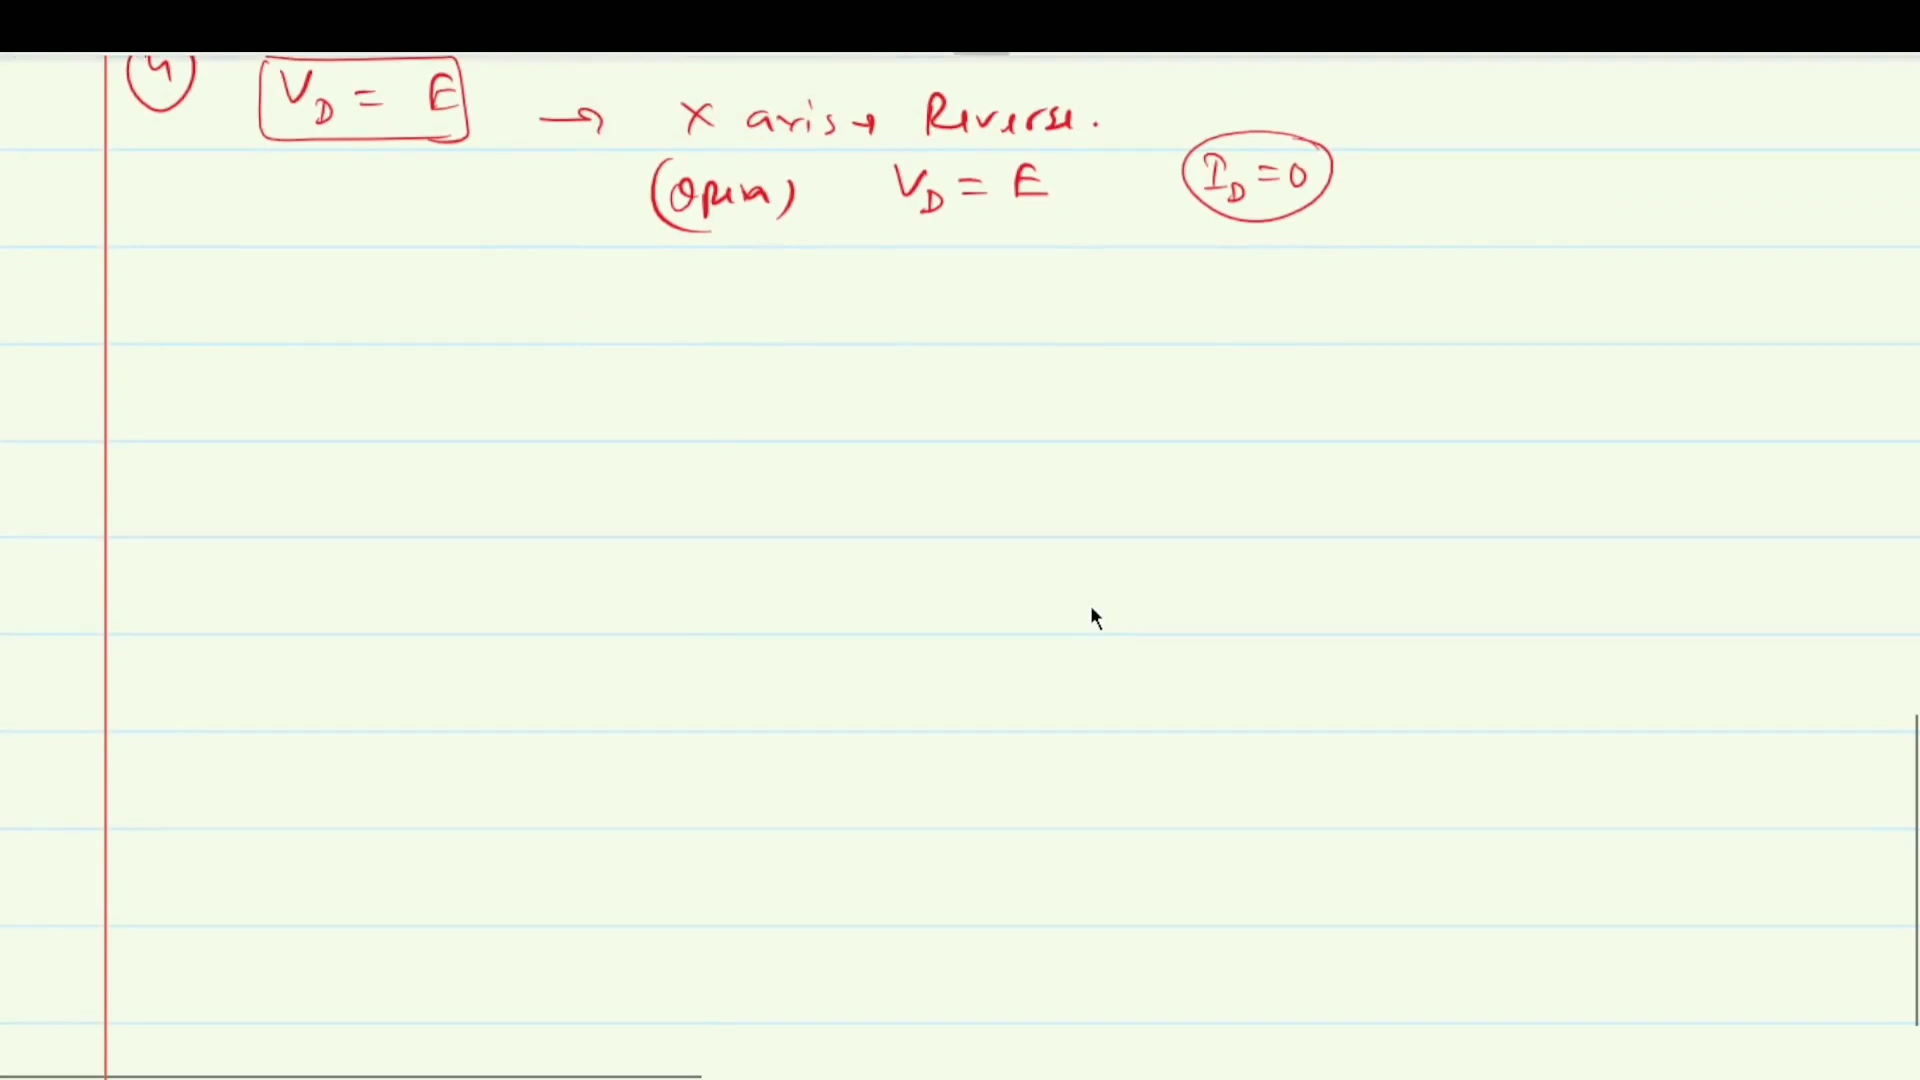 4 V_D = E → X axis → Reverse.
(Open) V_D = E I_D = 0